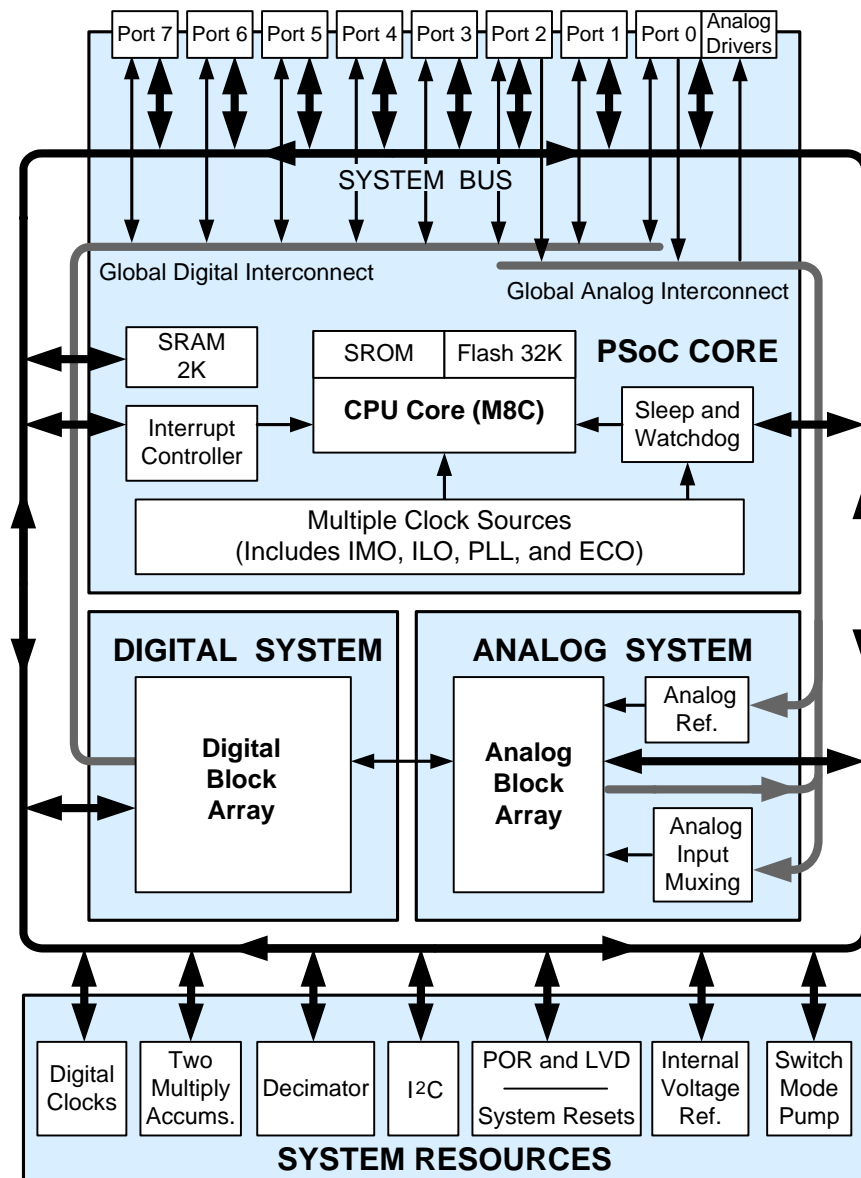 Port 7 Port 6 Port 5 Port 4 Port 3 Port 2 Port 1 Port 0 Analog
Drivers
SYSTEM BUS
Global Digital Interconnect
Global Analog Interconnect
PSoC CORE
SRAM
2K
SROM
Flash 32K
CPU Core (M8C)
Interrupt
Controller
Sleep and
Watchdog
Multiple Clock Sources
(Includes IMO, ILO, PLL, and ECO)
DIGITAL SYSTEM
Digital
Block
Array
ANALOG SYSTEM
Analog
Block
Array
Analog
Ref.
Analog
Input
Muxing
Digital
Clocks
Two
Multiply
Accums.
Decimator
I²C
POR and LVD
System Resets
Internal
Voltage
Ref.
Switch
Mode
Pump
SYSTEM RESOURCES